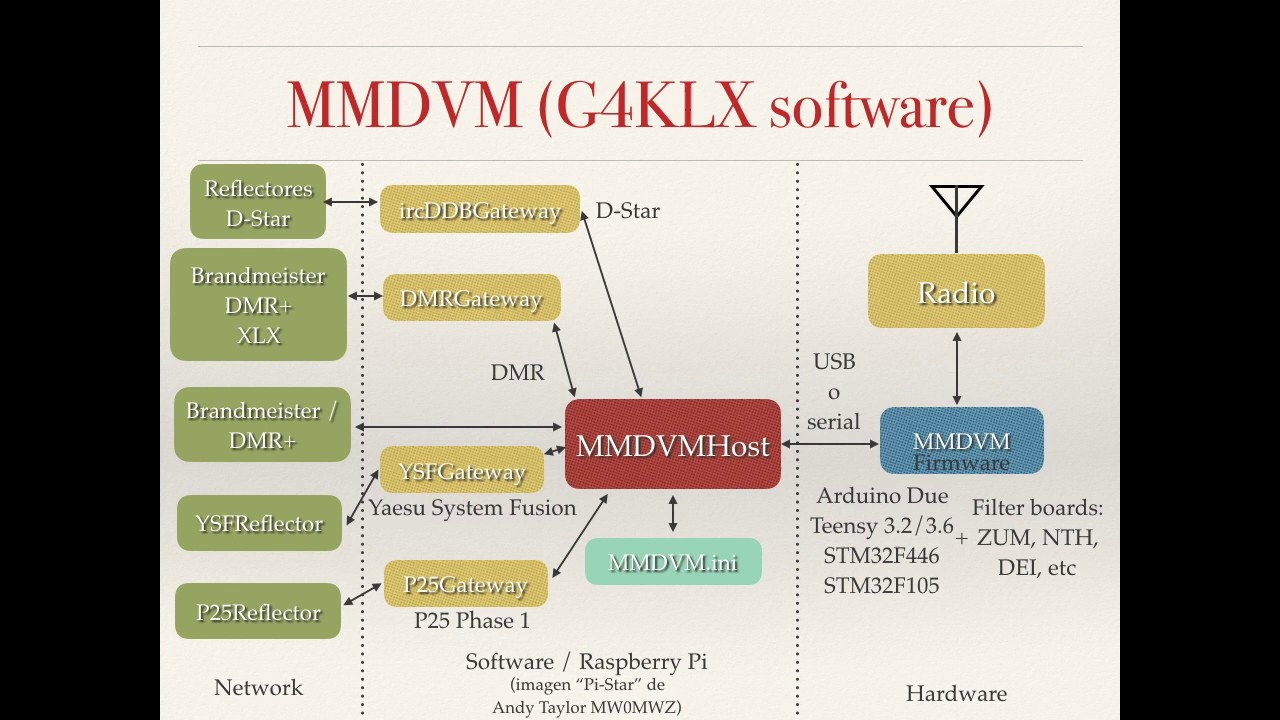 MMDVM (G4KLX software)
Reflectores
D-Star
ircDDBGateway
D-Star
Brandmeister
DMR+
XLX
DMRGateway
DMR
Brandmeister /
DMR+
MMDVMHost
YSFGateway
Yaesu System Fusion
YSFReflector
MMDVM.ini
P25Gateway
P25 Phase 1
P25Reflector
Network
Software / Raspberry Pi
(imagen “Pi-Star” de
Andy Taylor MW0MWZ)
USB
o
serial
Radio
MMDVM
Firmware
Arduino Due
Teensy 3.2/3.6
STM32F446
STM32F105
+
Filter boards:
ZUM, NTH,
DEI, etc
Hardware